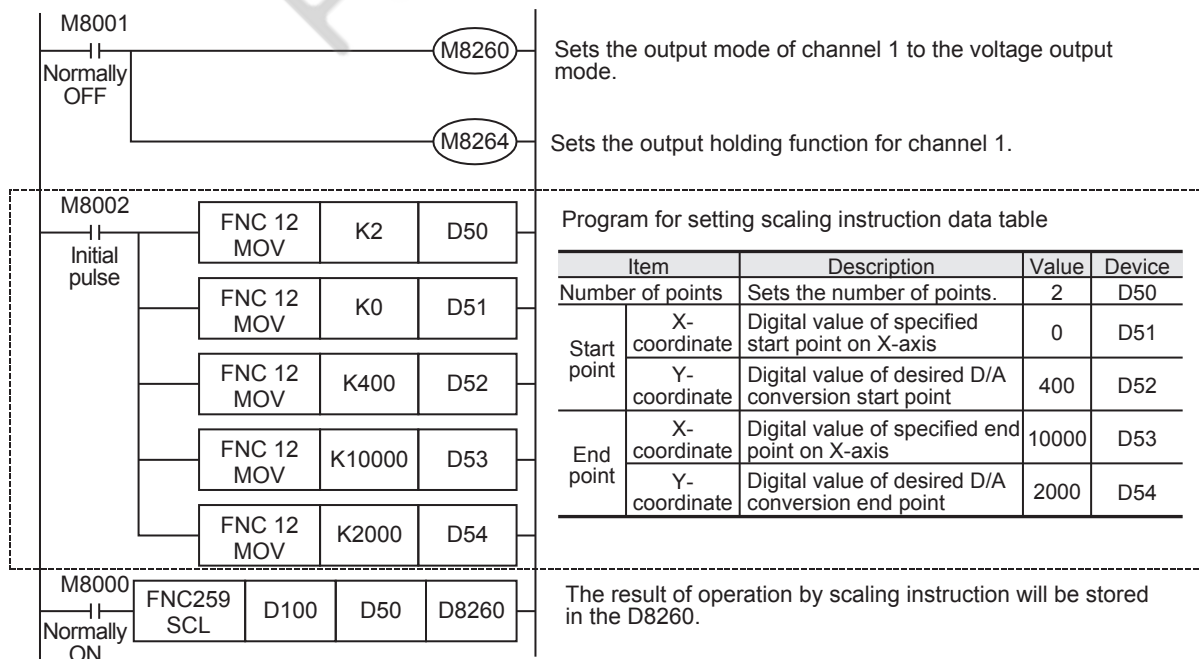 M8001
Normally
OFF
M8260
Sets the output mode of channel 1 to the voltage output
mode.
M8264
Sets the output holding function for channel 1.
M8002
Initial
pulse
FNC 12
MOV
K2
D50
FNC 12
MOV
K0
D51
FNC 12
MOV
K400
D52
FNC 12
MOV
K10000
D53
FNC 12
MOV
K2000
D54
Program for setting scaling instruction data table
Item Description Value Device
Number of points Sets the number of points. 2 D50
Start
point
X-
coordinate
Digital value of specified
start point on X-axis
0 D51
Y-
coordinate
Digital value of desired D/A
conversion start point
400 D52
End
point
X-
coordinate
Digital value of specified end
point on X-axis
10000 D53
Y-
coordinate
Digital value of desired D/A
conversion end point
2000 D54
M8000
Normally
ON
FNC259
SCL
D100
D50
D8260
The result of operation by scaling instruction will be stored
in the D8260.